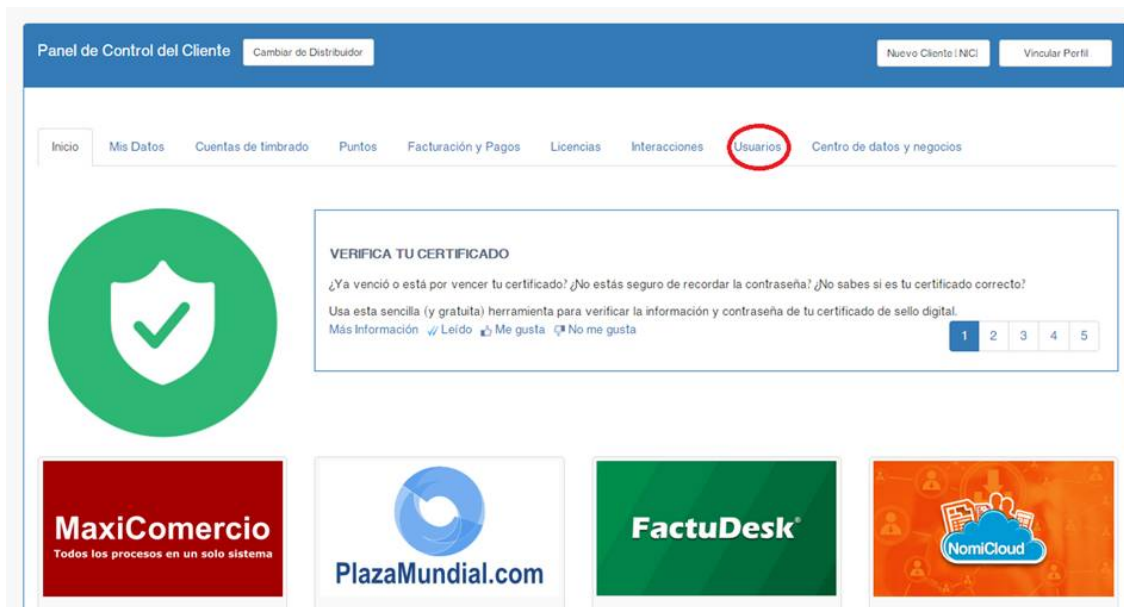 Panel de Control del Cliente
Cambiar de Distribuidor
Nuevo Cliente | NICI
Vincular Perfil
Inicio
Mis Datos
Cuentas de timbrado
Puntos
Facturación y Pagos
Licencias
Interacciones
Usuarios
Centro de datos y negocios
VERIFICA TU CERTIFICADO
¿Ya venció o está por vencer tu certificado? ¿No estás seguro de recordar la contraseña? ¿No sabes si es tu certificado correcto?
Usa esta sencilla (y gratuita) herramienta para verificar la información y contraseña de tu certificado de sello digital.
Más Información Leído Me gusta No me gusta
1 2 3 4 5
MaxiComercio
Todos los procesos en un solo sistema
PlazaMundial.com
FactuDesk®
NomiCloud